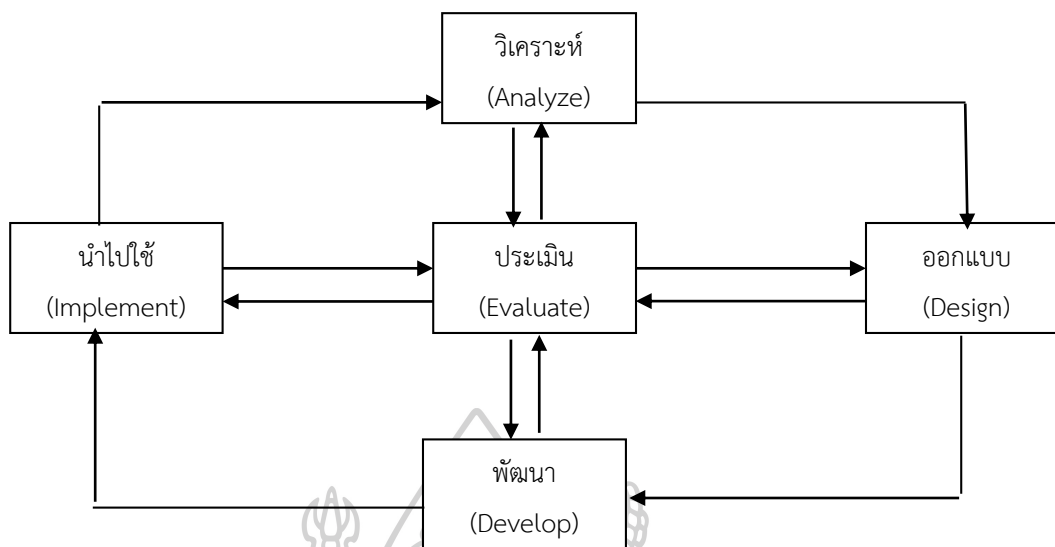 วิเคราะห์
(Analyze)
นำไปใช้
(Implement)
ประเมิน
(Evaluate)
ออกแบบ
(Design)
พัฒนา
(Develop)